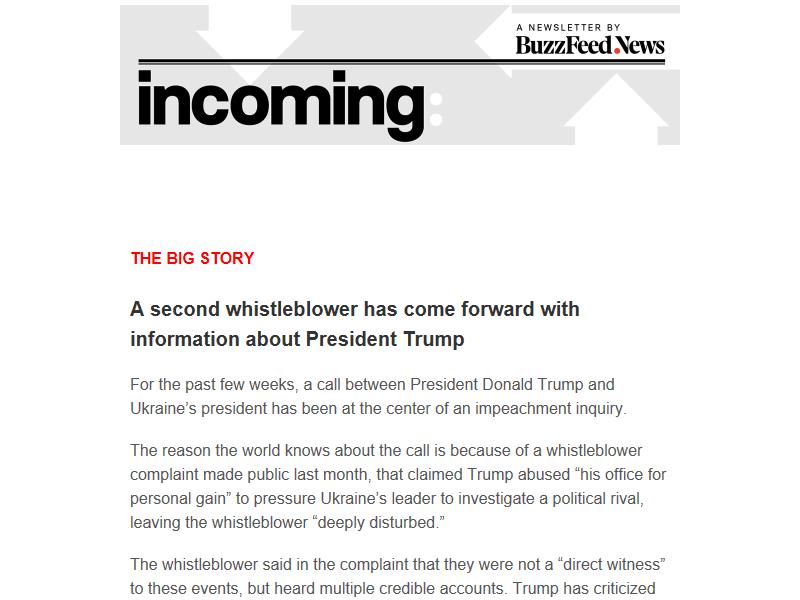 A NEWSLETTER BY
BuzzFeed.News
incoming:
THE BIG STORY
A second whistleblower has come forward with
information about President Trump
For the past few weeks, a call between President Donald Trump and
Ukraine’s president has been at the center of an impeachment inquiry.
The reason the world knows about the call is because of a whistleblower
complaint made public last month, that claimed Trump abused “his office for
personal gain” to pressure Ukraine’s leader to investigate a political rival,
leaving the whistleblower “deeply disturbed.”
The whistleblower said in the complaint that they were not a “direct witness”
to these events, but heard multiple credible accounts. Trump has criticized